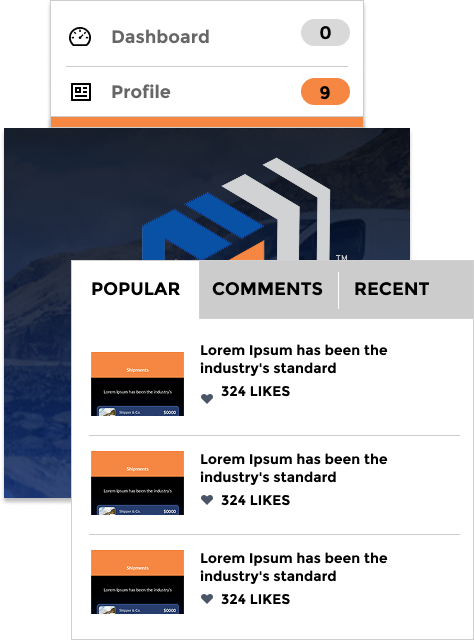 Dashboard
0
Profile
9
TM
POPULAR
COMMENTS
RECENT
Shipments
Lorem Ipsum has been the industry's
Shipper & Co.
$0000
Lorem Ipsum has been the
industry's standard
324 LIKES
Shipments
Lorem Ipsum has been the industry's
Shipper & Co.
$0000
Lorem Ipsum has been the
industry's standard
324 LIKES
Shipments
Lorem Ipsum has been the industry's
Shipper & Co.
$0000
Lorem Ipsum has been the
industry's standard
324 LIKES